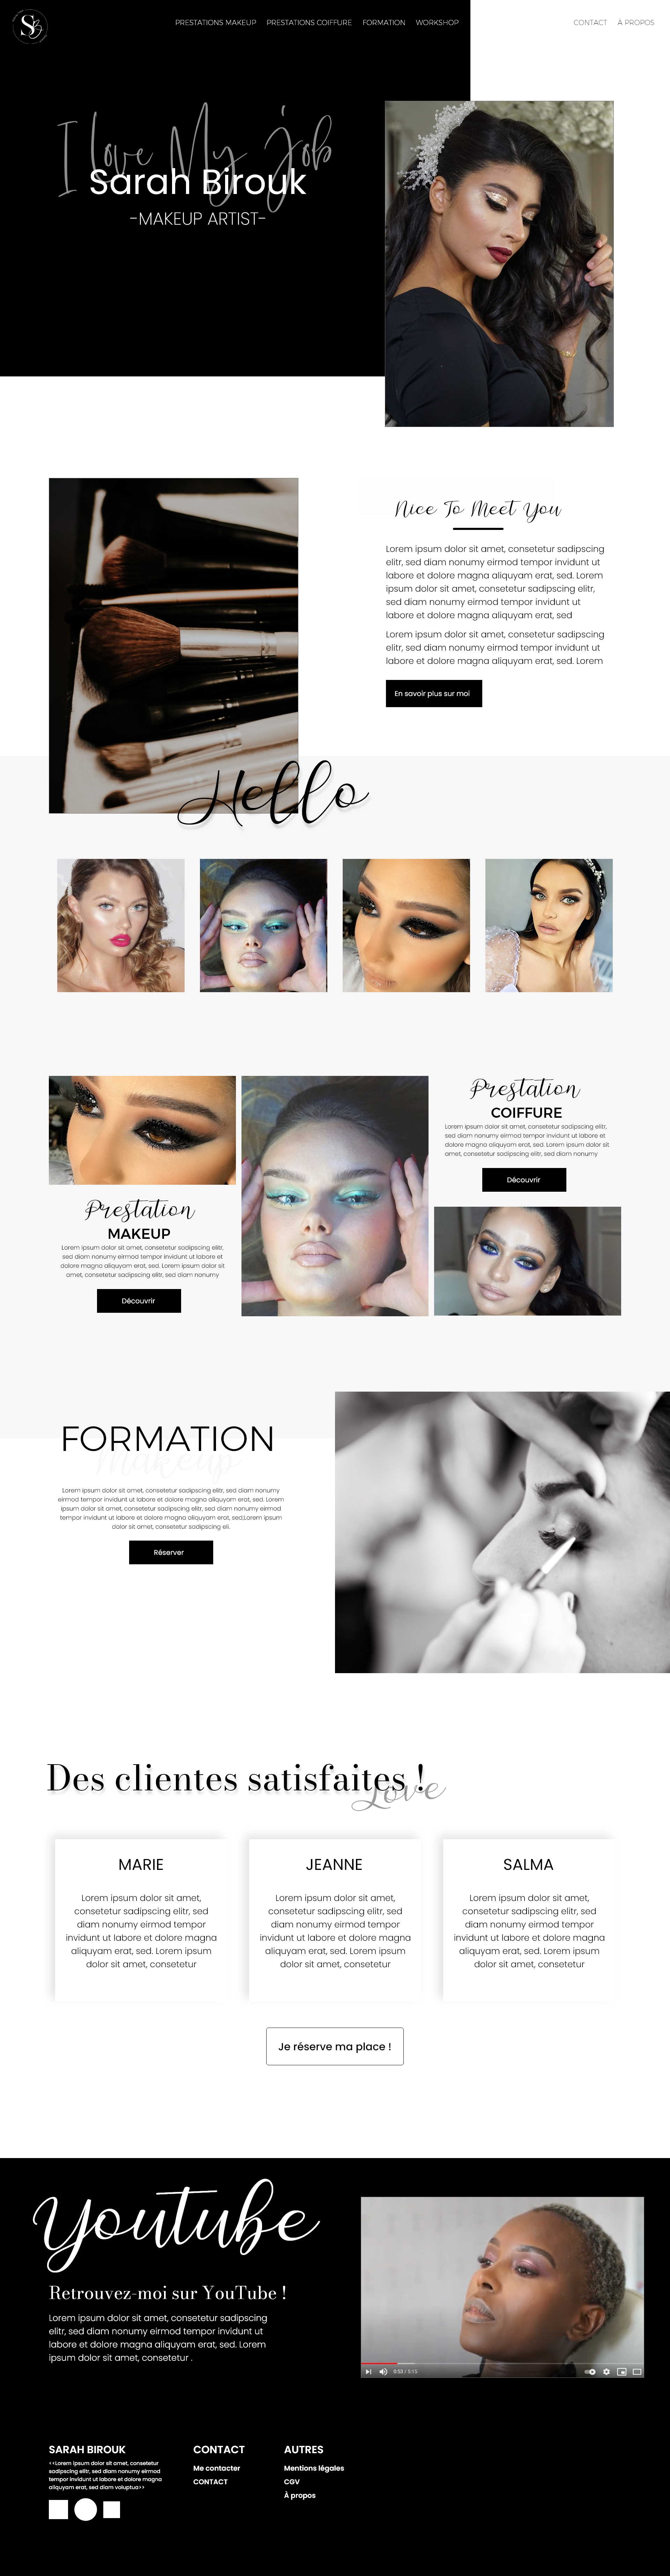 SB
PRESTATIONS MAKEUP PRESTATIONS COIFFURE FORMATION WORKSHOP CONTACT À PROPOS
I Love My Job
Sarah Birouk
-MAKEUP ARTIST-
Nice To Meet You
Lorem ipsum dolor sit amet, consetetur sadipscing
elitr, sed diam nonumy eirmod tempor invidunt ut
labore et dolore magna aliquyam erat, sed. Lorem
ipsum dolor sit amet, consetetur sadipscing elitr,
sed diam nonumy eirmod tempor invidunt ut
labore et dolore magna aliquyam erat, sed
Lorem ipsum dolor sit amet, consetetur sadipscing
elitr, sed diam nonumy eirmod tempor invidunt ut
labore et dolore magna aliquyam erat, sed. Lorem
En savoir plus sur moi
Hello
Prestation
MAKEUP
Lorem ipsum dolor sit amet, consetetur sadipscing elitr,
sed diam nonumy eirmod tempor invidunt ut labore et
dolore magna aliquyam erat, sed. Lorem ipsum dolor sit
amet, consetetur sadipscing elitr, sed diam nonumy
Découvrir
Prestation
COIFFURE
Lorem ipsum dolor sit amet, consetetur sadipscing elitr,
sed diam nonumy eirmod tempor invidunt ut labore et
dolore magna aliquyam erat, sed. Lorem ipsum dolor sit
amet, consetetur sadipscing elitr, sed diam nonumy
Découvrir
FORMATION
Makeup
Lorem ipsum dolor sit amet, consetetur sadipscing elitr, sed diam nonumy
eirmod tempor invidunt ut labore et dolore magna aliquyam erat, sed. Lorem
ipsum dolor sit amet, consetetur sadipscing elitr, sed diam nonumy eirmod
tempor invidunt ut labore et dolore magna aliquyam erat, sed,Lorem ipsum
dolor sit amet, consetetur sadipscing eli.
Réserver
Des clientes satisfaites !
Love
MARIE
Lorem ipsum dolor sit amet,
consetetur sadipscing elitr, sed
diam nonumy eirmod tempor
invidunt ut labore et dolore magna
aliquyam erat, sed. Lorem ipsum
dolor sit amet, consetetur
JEANNE
Lorem ipsum dolor sit amet,
consetetur sadipscing elitr, sed
diam nonumy eirmod tempor
invidunt ut labore et dolore magna
aliquyam erat, sed. Lorem ipsum
dolor sit amet, consetetur
SALMA
Lorem ipsum dolor sit amet,
consetetur sadipscing elitr, sed
diam nonumy eirmod tempor
invidunt ut labore et dolore magna
aliquyam erat, sed. Lorem ipsum
dolor sit amet, consetetur
Je réserve ma place !
Youtube
Retrouvez-moi sur YouTube !
Lorem ipsum dolor sit amet, consetetur sadipscing
elitr, sed diam nonumy eirmod tempor invidunt ut
labore et dolore magna aliquyam erat, sed. Lorem
ipsum dolor sit amet, consetetur .
0:03 / 5:15
SARAH BIROUK
<<Lorem ipsum dolor sit amet, consetetur
sadipscing elitr, sed diam nonumy eirmod
tempor invidunt ut labore et dolore magna
aliquyam erat, sed diam voluptua>>
CONTACT
Me contacter
CONTACT
AUTRES
Mentions légales
CGV
À propos